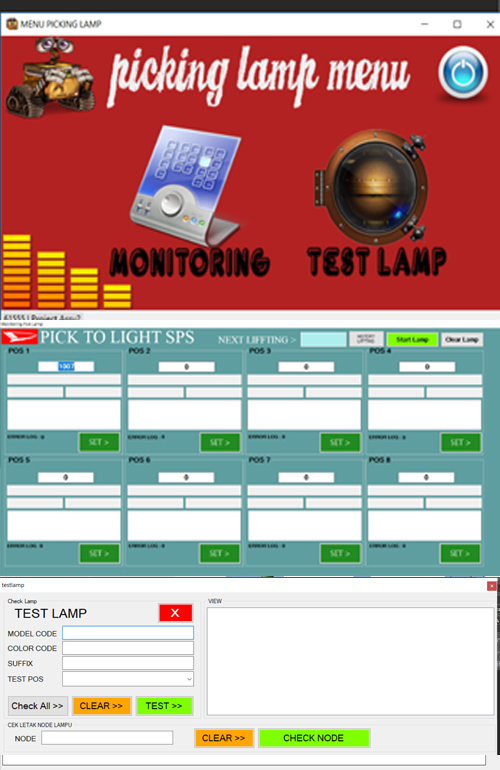 MENU PICKING LAMP
picking lamp menu
MONITORING TEST LAMP
61555 | Project Assy2
Monitoring Pick Lamp
PICK TO LIGHT SPS NEXT LIFFTING > HISTORY LIFFTING Start Lamp Clear Lamp
POS 1 POS 2 POS 3 POS 4
1007 0 0 0
ERROR LOG : 0 SET > ERROR LOG : 0 SET > ERROR LOG : 0 SET > ERROR LOG : 0 SET >
POS 5 POS 6 POS 7 POS 8
0 0 0 0
ERROR LOG : 0 SET > ERROR LOG : 0 SET > ERROR LOG : 0 SET > ERROR LOG : 0 SET >
testlamp
Check Lamp VIEW
TEST LAMP X
MODEL CODE
COLOR CODE
SUFFIX
TEST POS
Check All >> CLEAR >> TEST >>
CEK LETAK NODE LAMPU
NODE CLEAR >> CHECK NODE